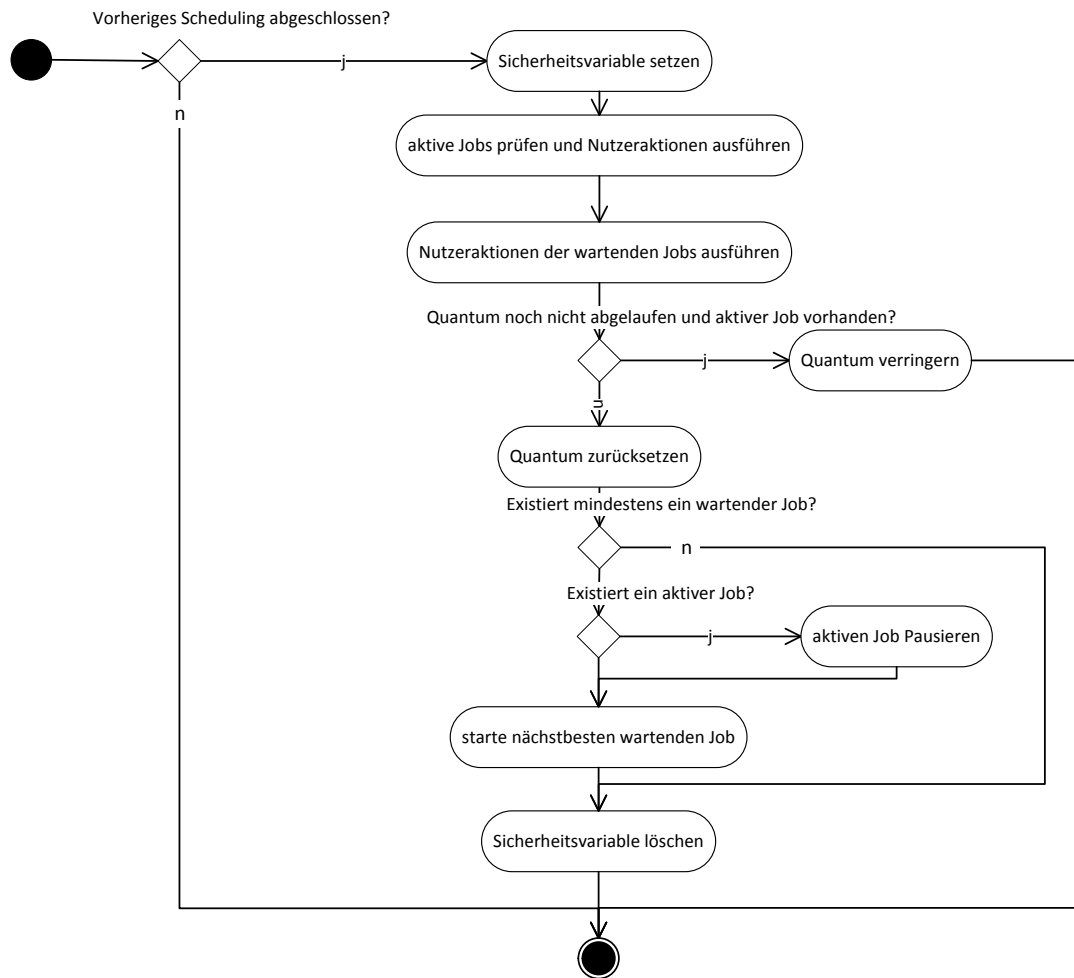 Vorheriges Scheduling abgeschlossen?
j
Sicherheitsvariable setzen
n
aktive Jobs prüfen und Nutzeraktionen ausführen
Nutzeraktionen der wartenden Jobs ausführen
Quantum noch nicht abgelaufen und aktiver Job vorhanden?
j
Quantum verringern
n
Quantum zurücksetzen
Existiert mindestens ein wartender Job?
n
Existiert ein aktiver Job?
j
aktiven Job Pausieren
starte nächstbesten wartenden Job
Sicherheitsvariable löschen